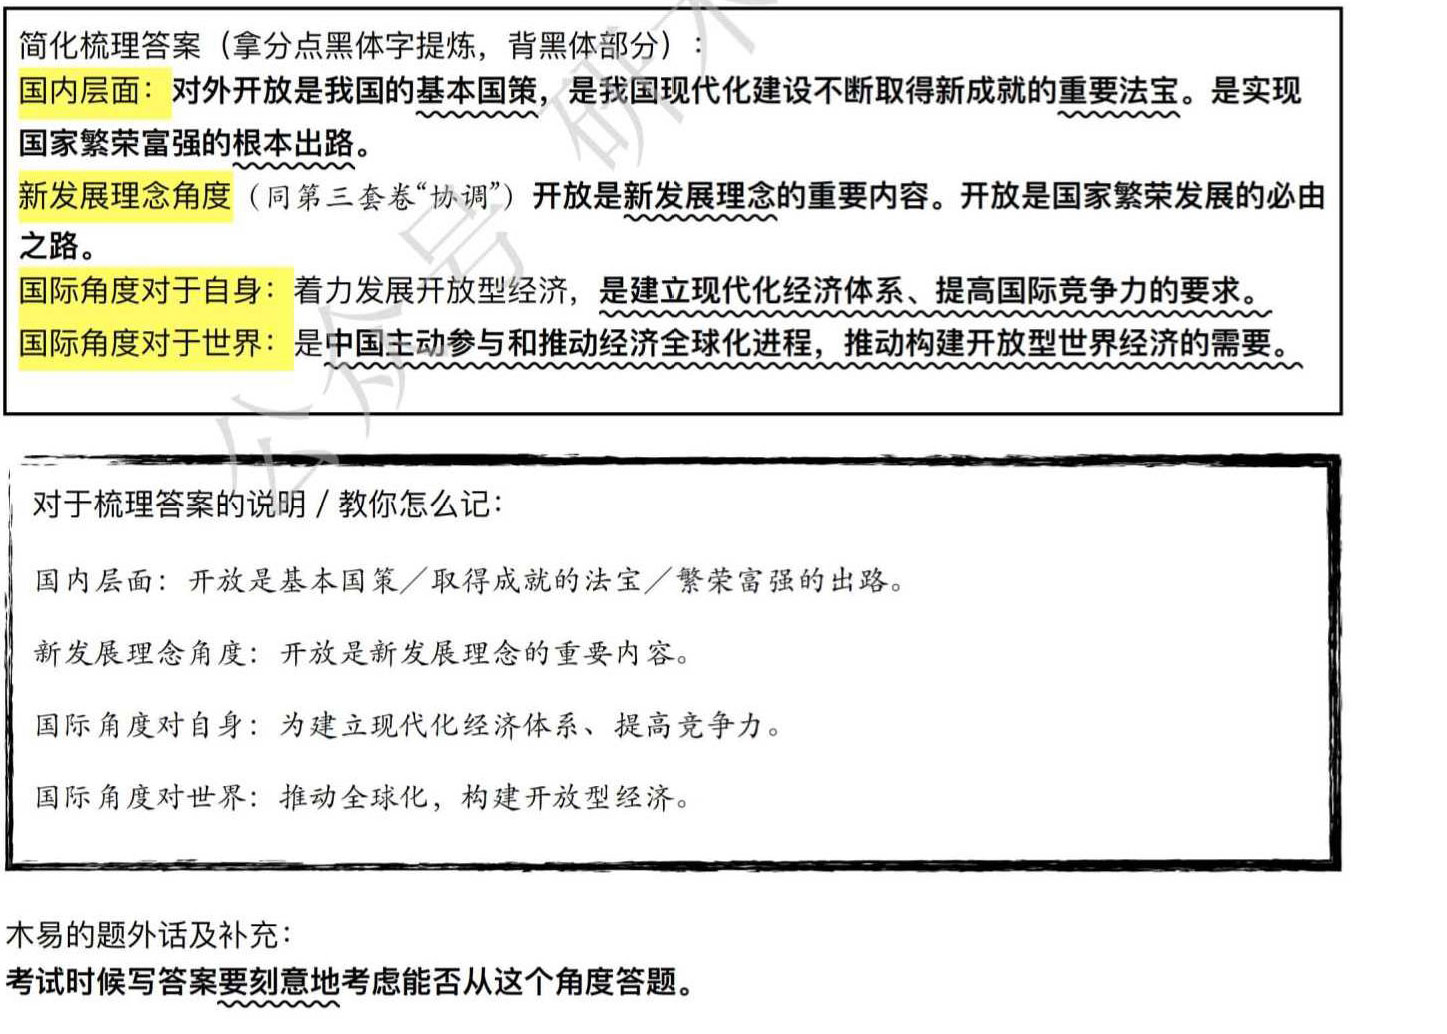 简化梳理答案（拿分点黑体字提炼，背黑体部分）：
国内层面：对外开放是我国的基本国策，是我国现代化建设不断取得新成就的重要法宝。是实现
国家繁荣富强的根本出路。
新发展理念角度（同第三套卷“协调”）开放是新发展理念的重要内容。开放是国家繁荣发展的必由
之路。
国际角度对于自身：着力发展开放型经济，是建立现代化经济体系、提高国际竞争力的要求。
国际角度对于世界：是中国主动参与和推动经济全球化进程，推动构建开放型世界经济的需要。
对于梳理答案的说明 / 教你怎么记：
国内层面：开放是基本国策／取得成就的法宝／繁荣富强的出路。
新发展理念角度：开放是新发展理念的重要内容。
国际角度对自身：为建立现代化经济体系、提高竞争力。
国际角度对世界：推动全球化，构建开放型经济。
木易的题外话及补充：
考试时候写答案要刻意地考虑能否从这个角度答题。
公众号 研木